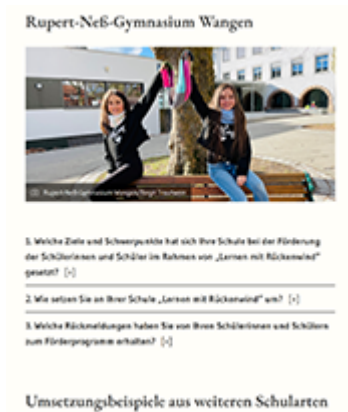 Rupert-Neß-Gymnasium Wangen
Rupert-Neß-Gymnasium Wangen/
1. Welche Ziele und Schwerpunkte hat sich Ihre Schule bei der Förderung
der Schülerinnen und Schüler im Rahmen von „Lernen mit Rückenwind“
gesetzt? [+]
2. Wie setzen Sie an Ihrer Schule „Lernen mit Rückenwind“ um? [+]
3. Welche Rückmeldungen haben Sie von Ihren Schülerinnen und Schülern
zum Förderprogramm erhalten? [+]
Umsetzungsbeispiele aus weiteren Schularten